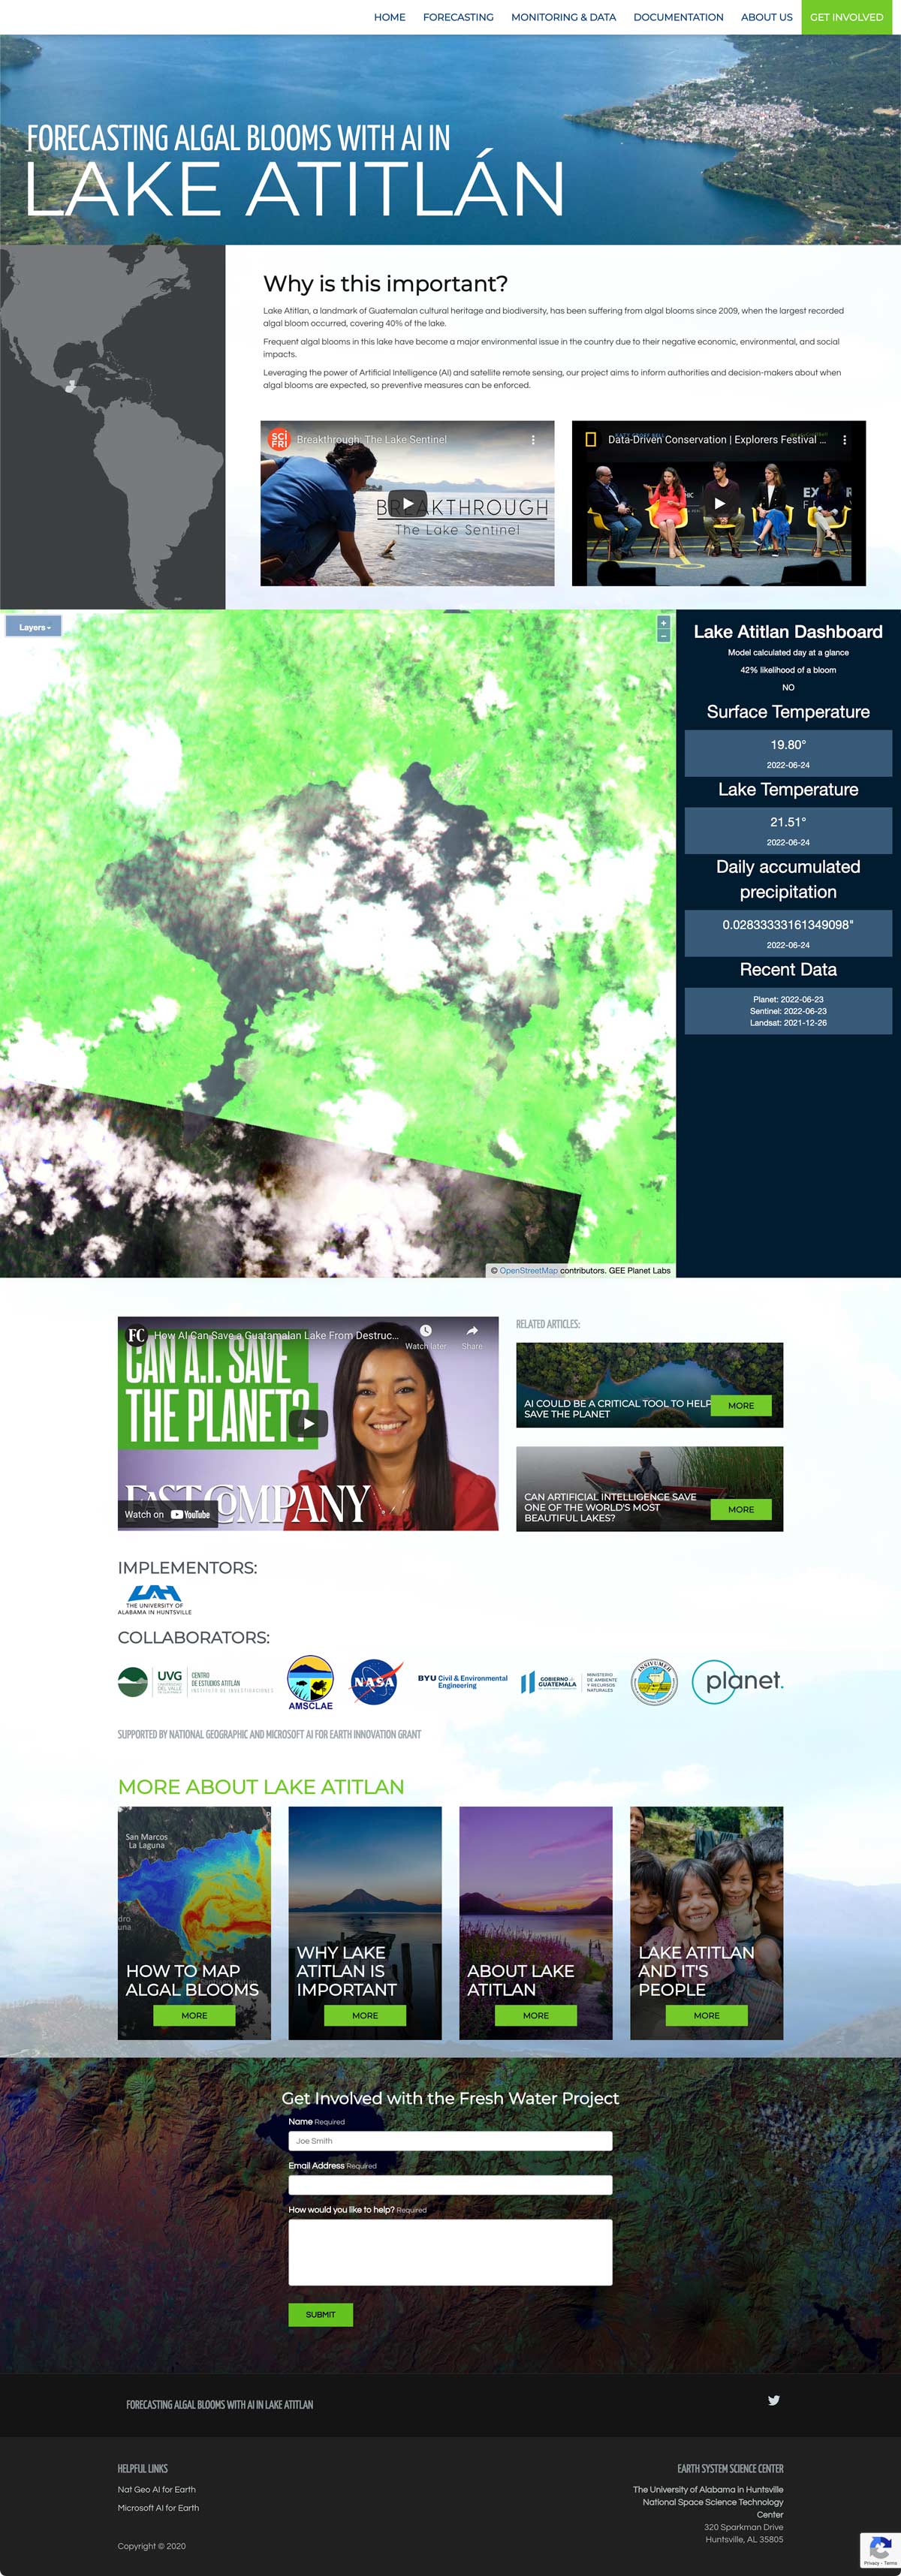 HOME FORECASTING MONITORING & DATA DOCUMENTATION ABOUT US GET INVOLVED
FORECASTING ALGAL BLOOMS WITH AI IN
LAKE ATITLÁN
Why is this important?
Lake Atitlan, a landmark of Guatemalan cultural heritage and biodiversity, has been suffering from algal blooms since 2009, when the largest recorded
algal bloom occurred, covering 40% of the lake.
Frequent algal blooms in this lake have become a major environmental issue in the country due to their negative economic, environmental, and social
impacts.
Leveraging the power of Artificial Intelligence (AI) and satellite remote sensing, our project aims to inform authorities and decision-makers about when
algal blooms are expected, so preventive measures can be enforced.
SCI FRI
Breakthrough: The Lake Sentinel
BREAKTHROUGH
The Lake Sentinel
Data-Driven Conservation | Explorers Festival ...
Layers
+
−
© OpenStreetMap contributors. GEE Planet Labs
Lake Atitlan Dashboard
Model calculated day at a glance
42% likelihood of a bloom
NO
Surface Temperature
19.80°
2022-06-24
Lake Temperature
21.51°
2022-06-24
Daily accumulated
precipitation
0.02833333161349098"
2022-06-24
Recent Data
Planet: 2022-06-23
Sentinel: 2022-06-23
Landsat: 2021-12-26
FC
How AI Can Save a Guatamalan Lake From Destruc...
Watch later
Share
CAN A.I. SAVE
THE PLANET?
FAST COMPANY
Watch on YouTube
RELATED ARTICLES:
AI COULD BE A CRITICAL TOOL TO HELP
SAVE THE PLANET
MORE
CAN ARTIFICIAL INTELLIGENCE SAVE
ONE OF THE WORLD'S MOST
BEAUTIFUL LAKES?
MORE
IMPLEMENTORS:
UAH
THE UNIVERSITY OF
ALABAMA IN HUNTSVILLE
COLLABORATORS:
UVG
UNIVERSIDAD
DEL VALLE
DE GUATEMALA
CENTRO
DE ESTUDIOS ATITLÁN
INSTITUTO DE INVESTIGACIONES
AMSCLAE
NASA
BYU Civil & Environmental
Engineering
GOBIERNO de
GUATEMALA
MINISTERIO
DE AMBIENTE
Y RECURSOS
NATURALES
INSIVUMEH
planet.
SUPPORTED BY NATIONAL GEOGRAPHIC AND MICROSOFT AI FOR EARTH INNOVATION GRANT
MORE ABOUT LAKE ATITLAN
San Marcos
La Laguna
HOW TO MAP
ALGAL BLOOMS
MORE
WHY LAKE
ATITLAN IS
IMPORTANT
MORE
ABOUT LAKE
ATITLAN
MORE
LAKE ATITLAN
AND IT'S
PEOPLE
MORE
Get Involved with the Fresh Water Project
Name Required
Joe Smith
Email Address Required
How would you like to help? Required
SUBMIT
FORECASTING ALGAL BLOOMS WITH AI IN LAKE ATITLAN
HELPFUL LINKS
Nat Geo AI for Earth
Microsoft AI for Earth
Copyright © 2020
EARTH SYSTEM SCIENCE CENTER
The University of Alabama in Huntsville
National Space Science Technology
Center
320 Sparkman Drive
Huntsville, AL 35805
Privacy - Terms